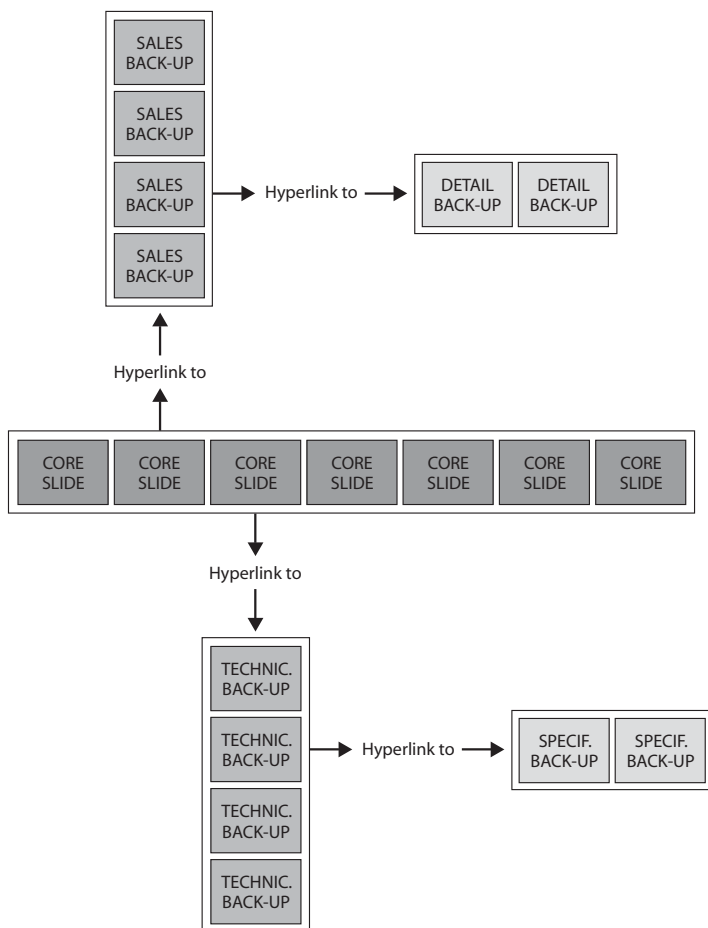 SALES
BACK-UP
SALES
BACK-UP
SALES
BACK-UP
SALES
BACK-UP
Hyperlink to
DETAIL
BACK-UP
DETAIL
BACK-UP
Hyperlink to
CORE
SLIDE
CORE
SLIDE
CORE
SLIDE
CORE
SLIDE
CORE
SLIDE
CORE
SLIDE
CORE
SLIDE
Hyperlink to
TECHNIC.
BACK-UP
TECHNIC.
BACK-UP
TECHNIC.
BACK-UP
TECHNIC.
BACK-UP
Hyperlink to
SPECIF.
BACK-UP
SPECIF.
BACK-UP